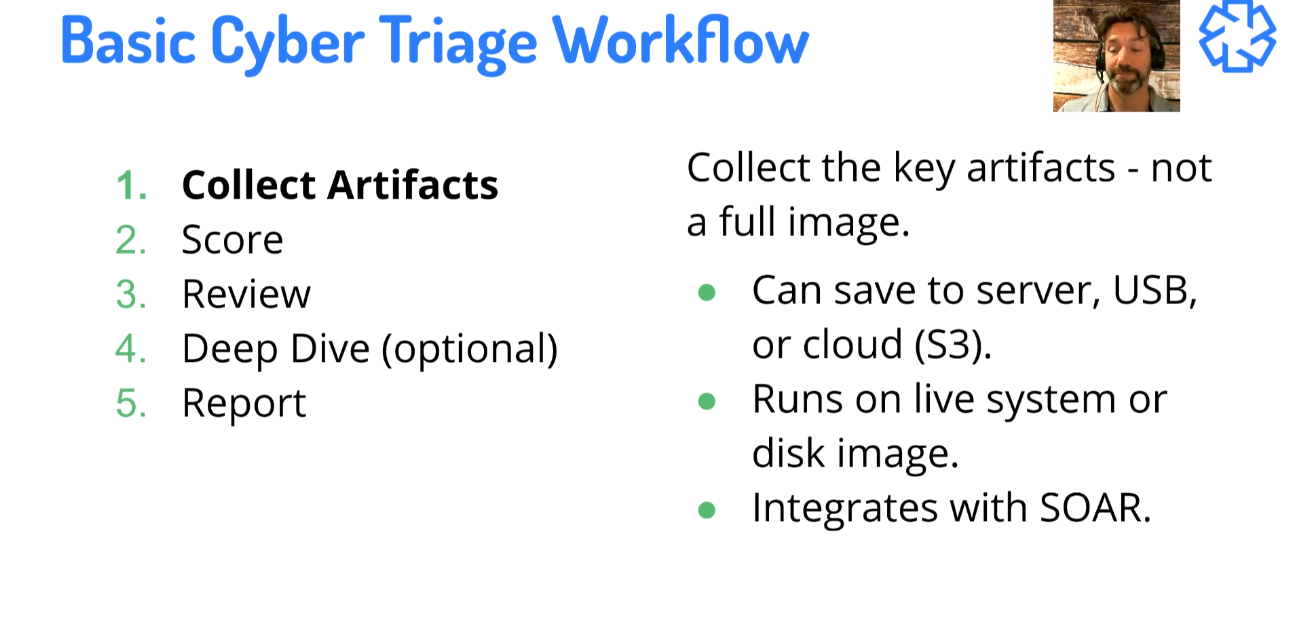 Basic Cyber Triage Workflow
1. Collect Artifacts
2. Score
3. Review
4. Deep Dive (optional)
5. Report
Collect the key artifacts - not
a full image.
● Can save to server, USB,
or cloud (S3).
● Runs on live system or
disk image.
● Integrates with SOAR.